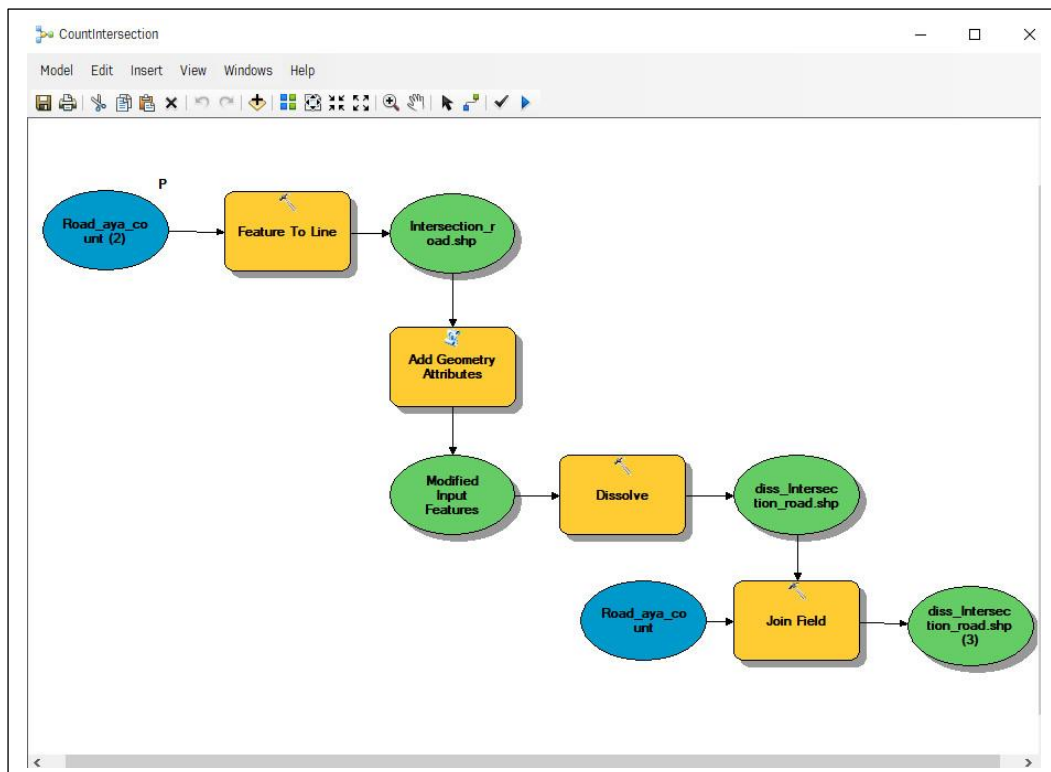 CountIntersection
Model Edit Insert View Windows Help
P
Road_aya_co
unt (2)
Feature To Line
Intersection_r
oad.shp
Add Geometry
Attributes
Modified
Input
Features
Dissolve
diss_Intersec
tion_road.shp
Road_aya_co
unt
Join Field
diss_Intersec
tion_road.shp
(3)